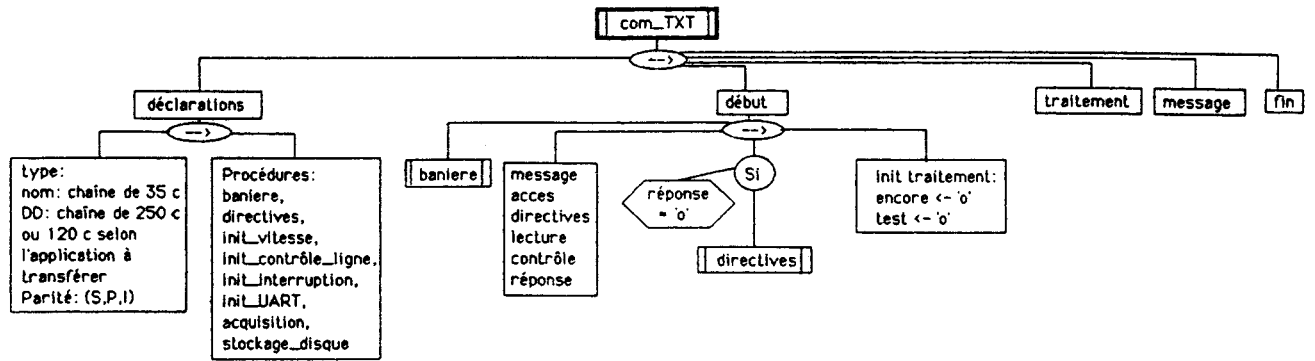 com_TXT
-->
déclarations
début
traitement
message
fin
-->
-->
type:
nom: chaîne de 35 c
DD: chaîne de 250 c
ou 120 c selon
l'application à
transférer
Parité: (S,P,I)
Procédures:
baniere,
directives,
init_vitesse,
init_contrôle_ligne,
init_interruption,
init_UART,
acquisition,
stockage_disque
baniere
message
acces
directives
lecture
contrôle
réponse
Si
réponse
= 'o'
directives
init traitement:
encore <- 'o'
test <- 'o'